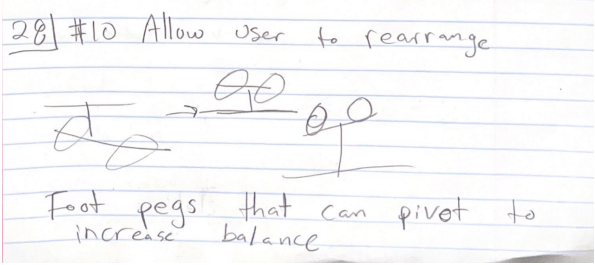 28| #10 Allow user to rearrange
Foot pegs that can pivot to
increase balance